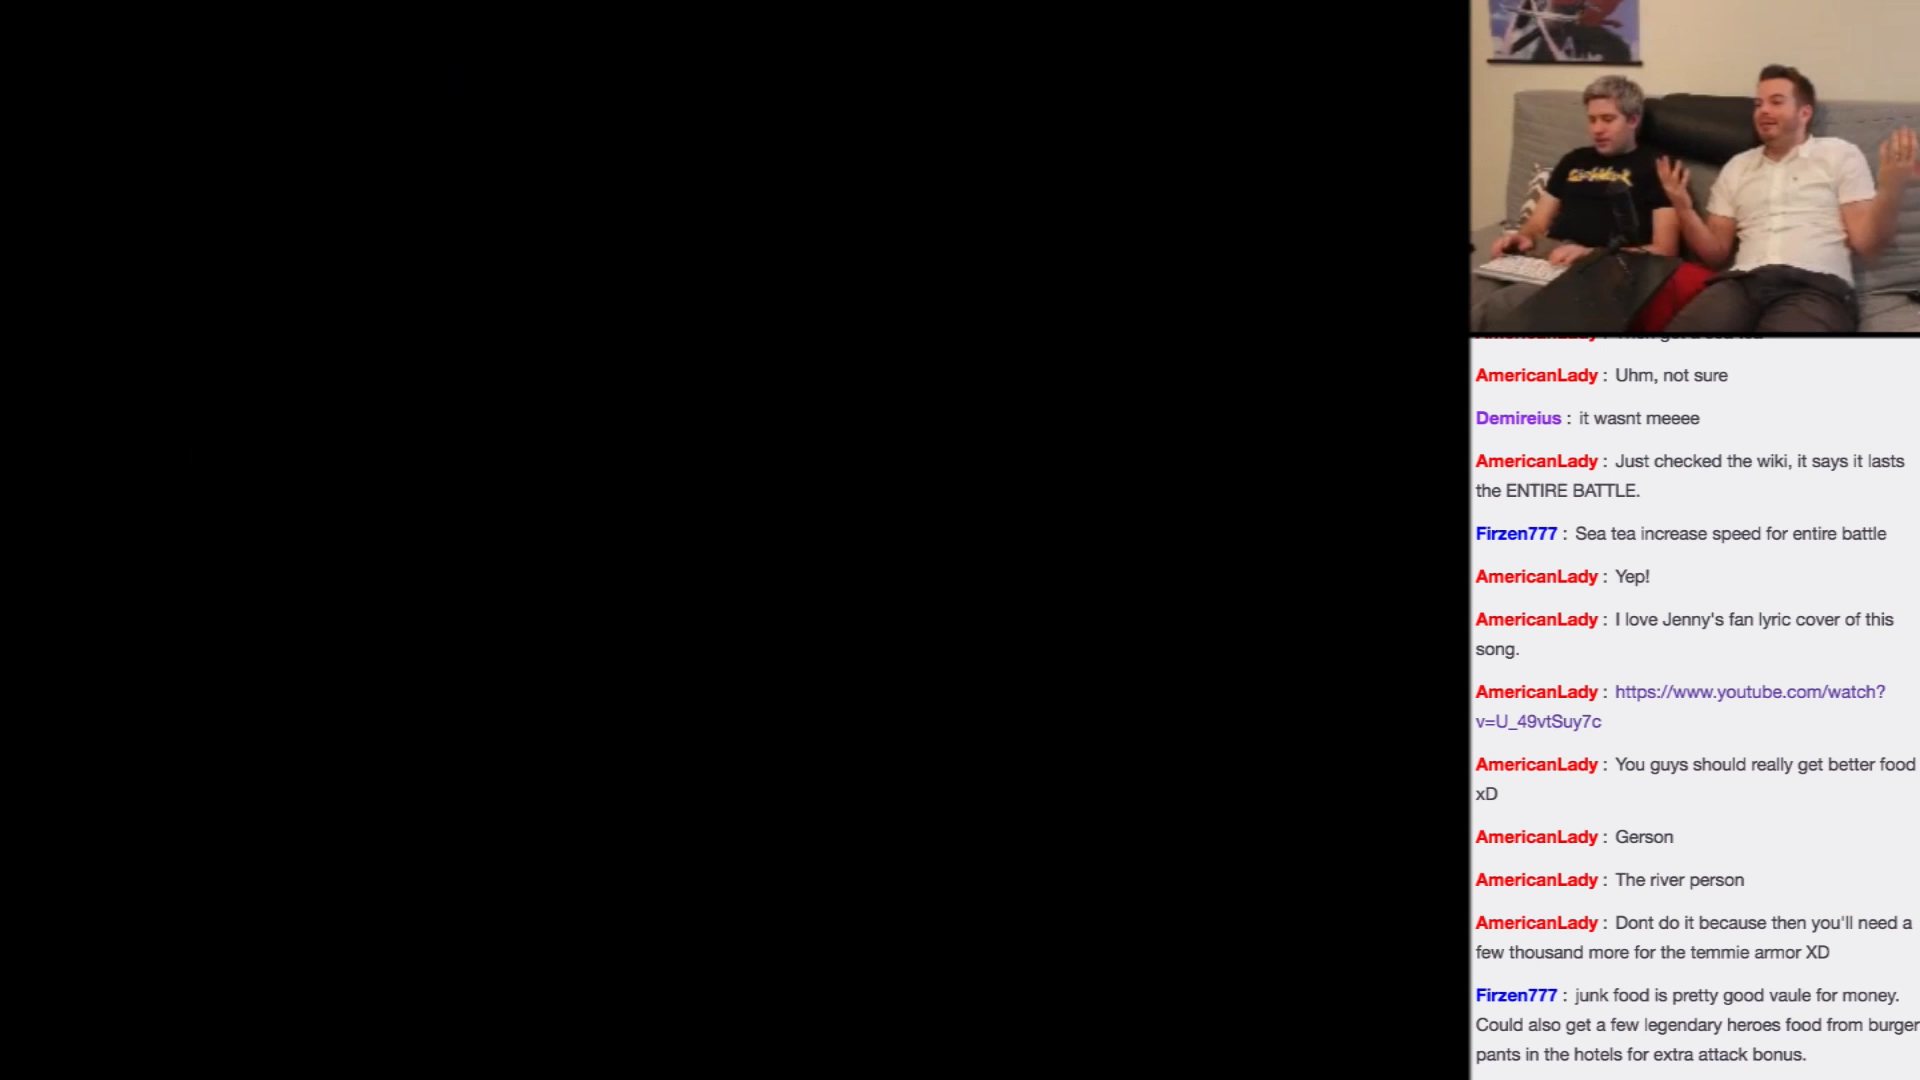 AmericanLady : Uhm, not sure
Demireius : it wasnt meeee
AmericanLady : Just checked the wiki, it says it lasts
the ENTIRE BATTLE.
Firzen777 : Sea tea increase speed for entire battle
AmericanLady : Yep!
AmericanLady : I love Jenny's fan lyric cover of this
song.
AmericanLady : https://www.youtube.com/watch?
v=U_49vtSuy7c
AmericanLady : You guys should really get better food
xD
AmericanLady : Gerson
AmericanLady : The river person
AmericanLady : Dont do it because then you'll need a
few thousand more for the temmie armor XD
Firzen777 : junk food is pretty good vaule for money.
Could also get a few legendary heroes food from burger
pants in the hotels for extra attack bonus.